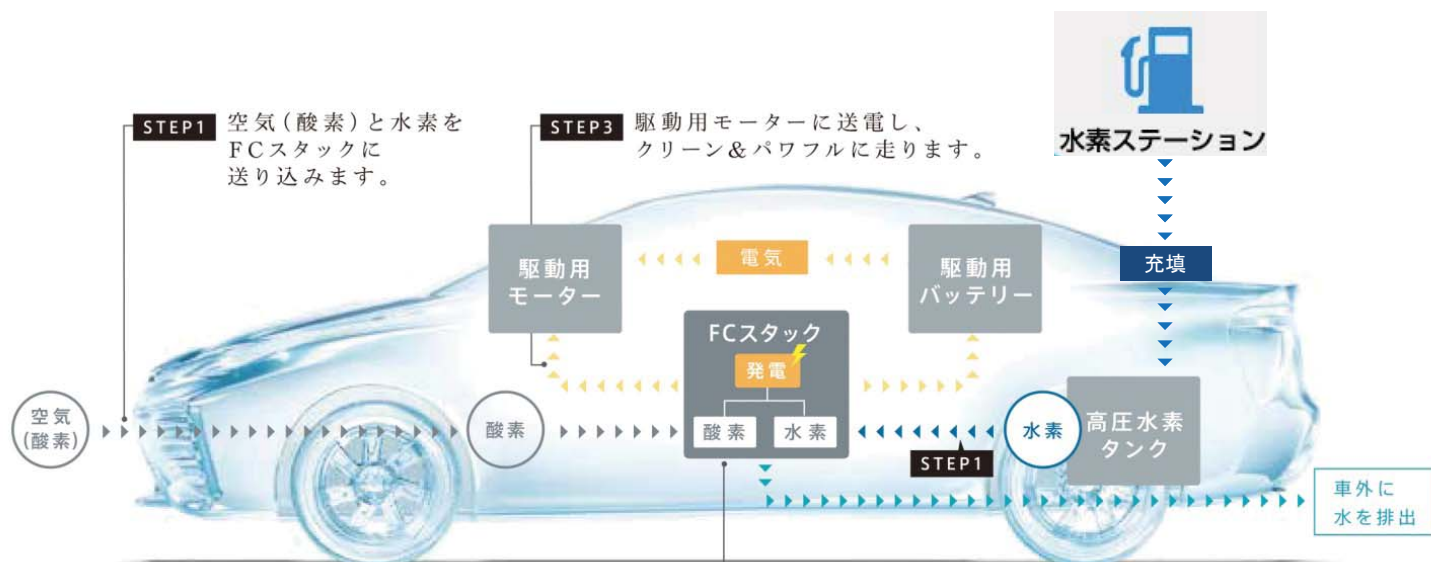 STEP1
空気(酸素)と水素を
FCスタックに
送り込みます。
STEP3
駆動用モーターに送電し、
クリーン&パワフルに走ります。
水素ステーション
充填
駆動用
モーター
電気
駆動用
バッテリー
FCスタック
発電
酸素
水素
空気
(酸素)
酸素
水素
高圧水素
タンク
STEP1
車外に
水を排出